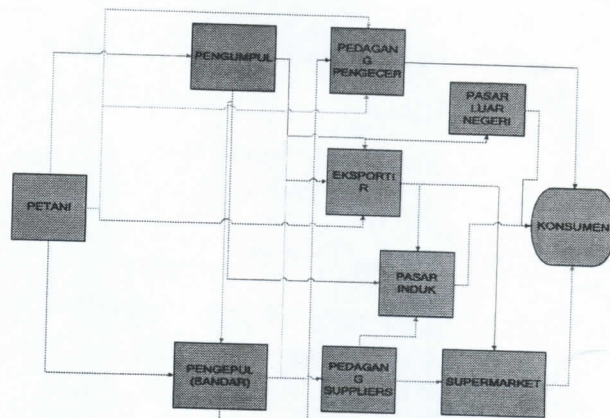 PENGUMPUL
PEDAGAN
G
PENGECER
PASAR
LUAR
NEGERI
EKSPORTI
R
PETANI
KONSUMEN
PASAR
INDUK
PENGEPUL
(BANDAR)
PEDAGAN
G
SUPPLIERS
SUPERMARKET